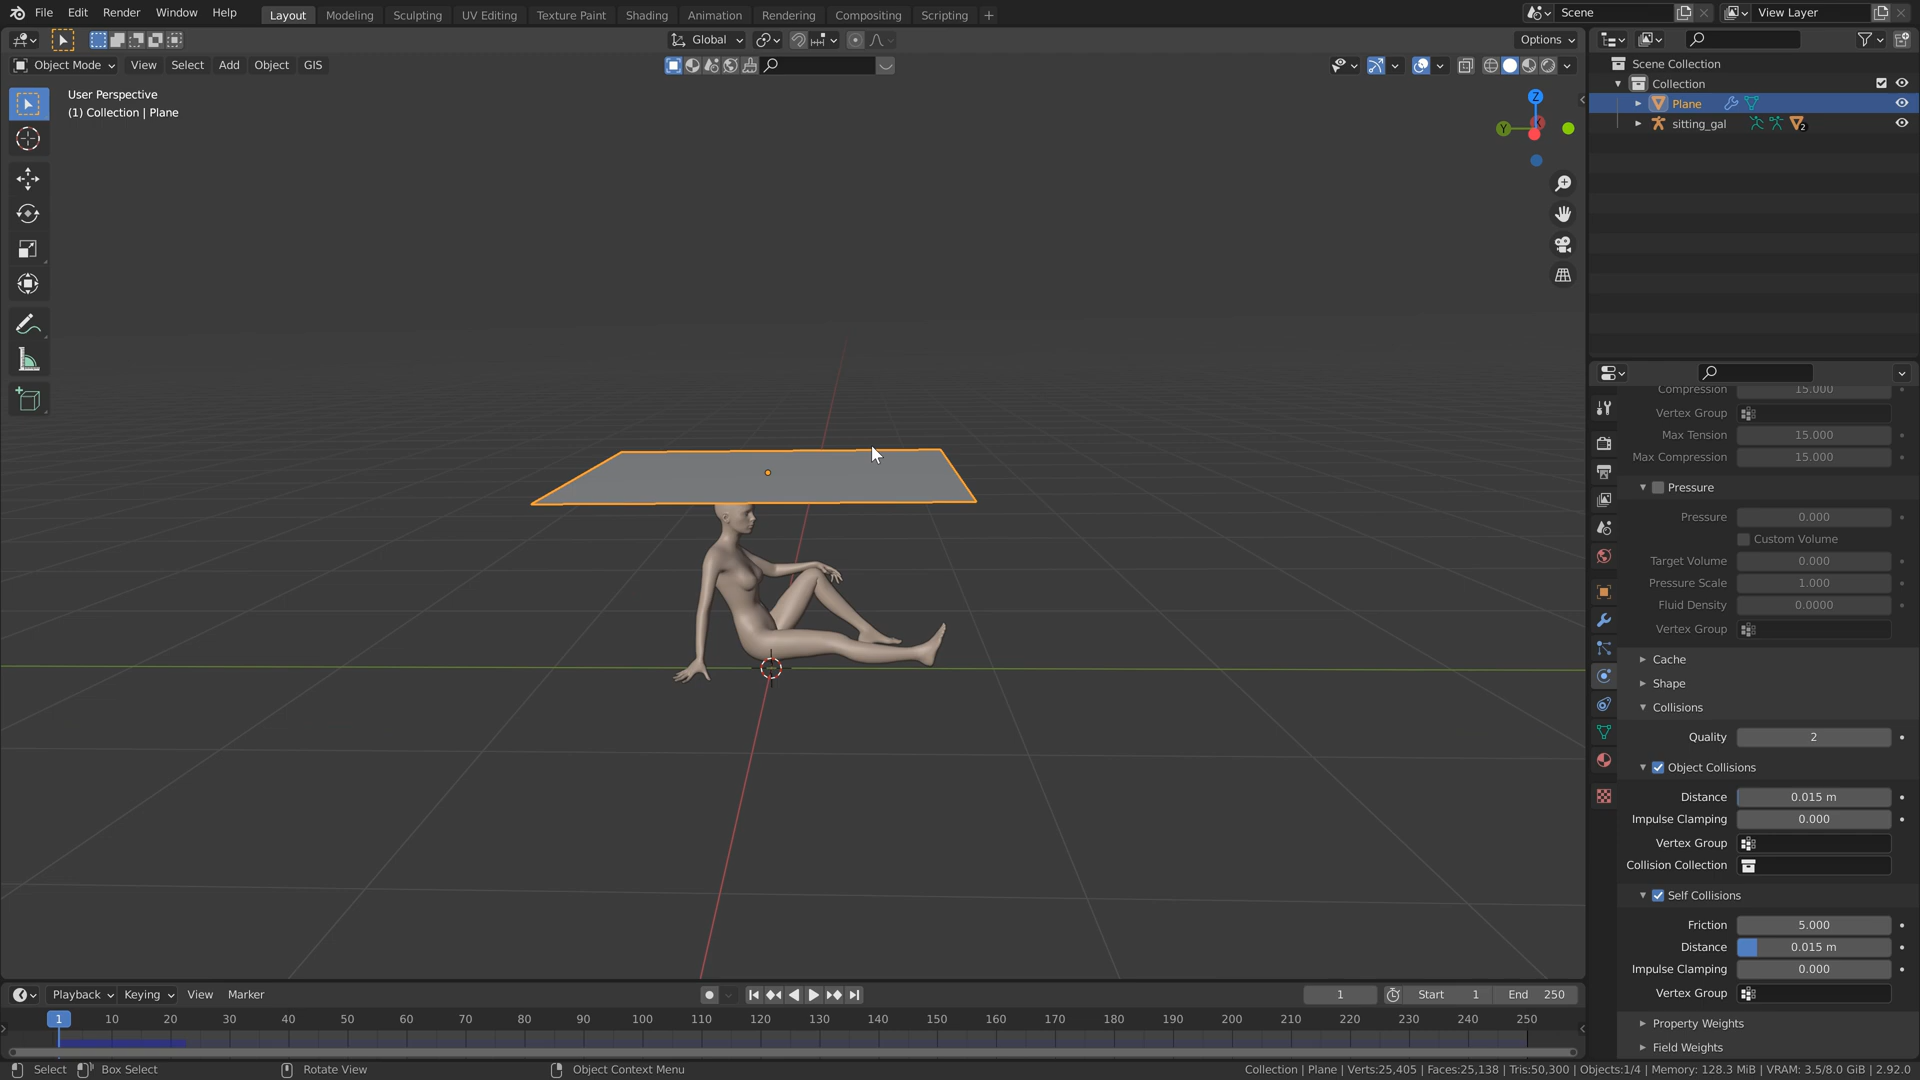 File Edit Render Window Help Layout Modeling Sculpting UV Editing Texture Paint Shading Animation Rendering Compositing Scripting + Scene View Layer
Global Options
Object Mode View Select Add Object GIS
User Perspective
(1) Collection | Plane
Z
Y
X
Scene Collection
Collection
Plane
sitting_gal 2
Compression 15.000
Vertex Group
Max Tension 15.000
Max Compression 15.000
Pressure
Pressure 0.000
Custom Volume
Target Volume 0.000
Pressure Scale 1.000
Fluid Density 0.0000
Vertex Group
Cache
Shape
Collisions
Quality 2
Object Collisions
Distance 0.015 m
Impulse Clamping 0.000
Vertex Group
Collision Collection
Self Collisions
Friction 5.000
Distance 0.015 m
Impulse Clamping 0.000
Vertex Group
Property Weights
Field Weights
Playback Keying View Marker 1 Start 1 End 250
1 10 20 30 40 50 60 70 80 90 100 110 120 130 140 150 160 170 180 190 200 210 220 230 240 250
Select Box Select Rotate View Object Context Menu Collection | Plane | Verts:25,405 | Faces:25,138 | Tris:50,300 | Objects:1/4 | Memory: 128.3 MiB | VRAM: 3.5/8.0 GiB | 2.92.0